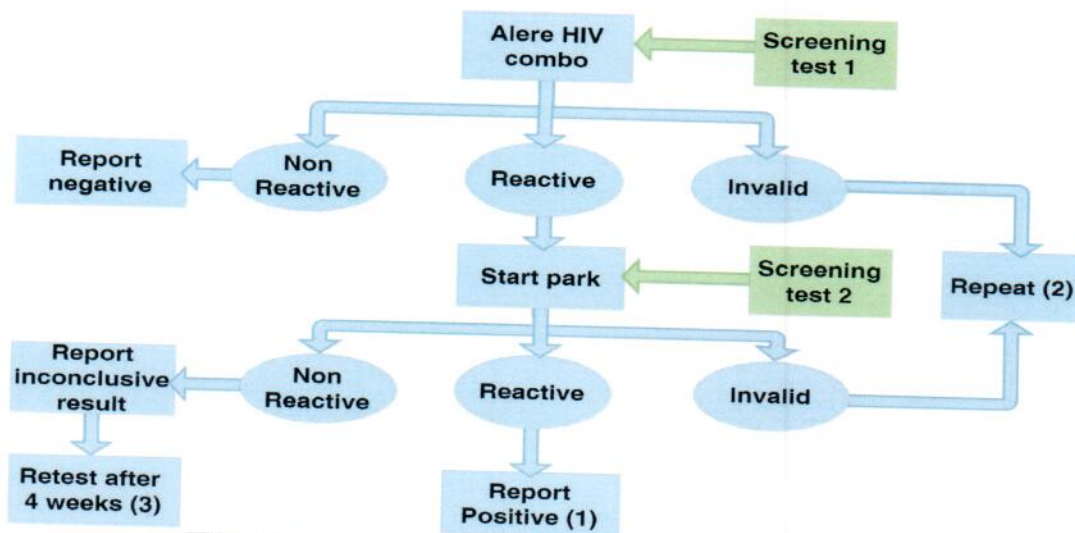 Alere HIV
combo
Screening
test 1
Report
negative
Non
Reactive
Reactive
Invalid
Start park
Screening
test 2
Repeat (2)
Report
inconclusive
result
Non
Reactive
Reactive
Invalid
Retest after
4 weeks (3)
Report
Positive (1)